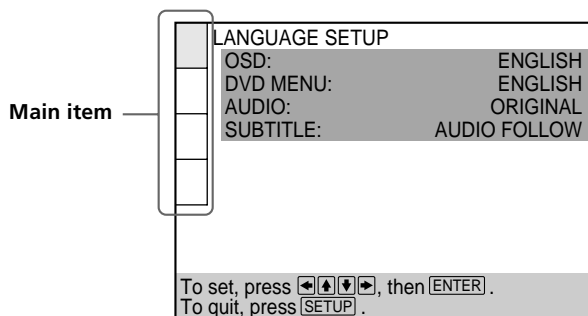 LANGUAGE SETUP
OSD: ENGLISH
DVD MENU: ENGLISH
AUDIO: ORIGINAL
SUBTITLE: AUDIO FOLLOW
Main item
To set, press ←↑↓→, then ENTER.
To quit, press SETUP.